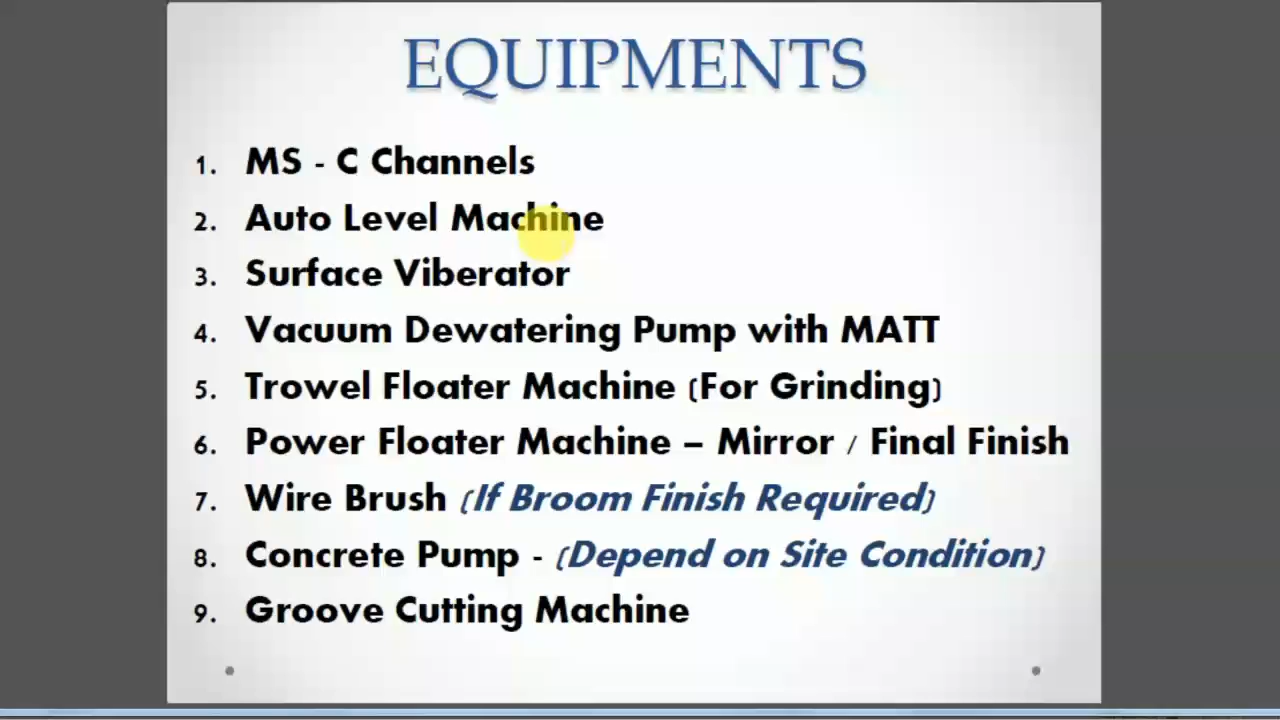 EQUIPMENTS
1. MS - C Channels
2. Auto Level Machine
3. Surface Viberator
4. Vacuum Dewatering Pump with MATT
5. Trowel Floater Machine (For Grinding)
6. Power Floater Machine – Mirror / Final Finish
7. Wire Brush (If Broom Finish Required)
8. Concrete Pump - (Depend on Site Condition)
9. Groove Cutting Machine